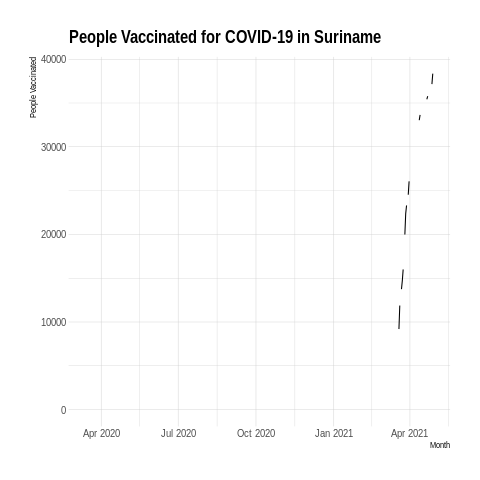 People Vaccinated for COVID-19 in Suriname
People Vaccinated
40000
30000
20000
10000
0
Apr 2020 Jul 2020 Oct 2020 Jan 2021 Apr 2021
Month